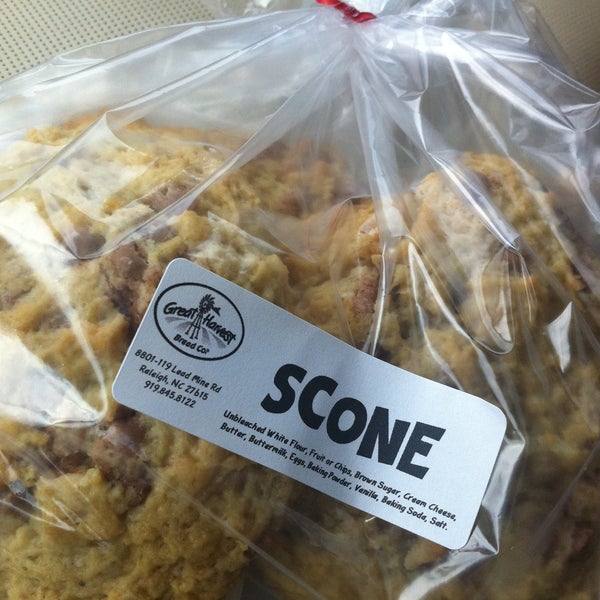 Great Harvest
Bread Co.
8801-119 Lead Mine Rd
Raleigh, NC 27615
919.845.8122
SCONE
Unbleached White Flour, Fruit or Chips, Brown Sugar, Cream Cheese,
Butter, Buttermilk, Eggs, Baking Powder, Vanilla, Baking Soda, Salt.